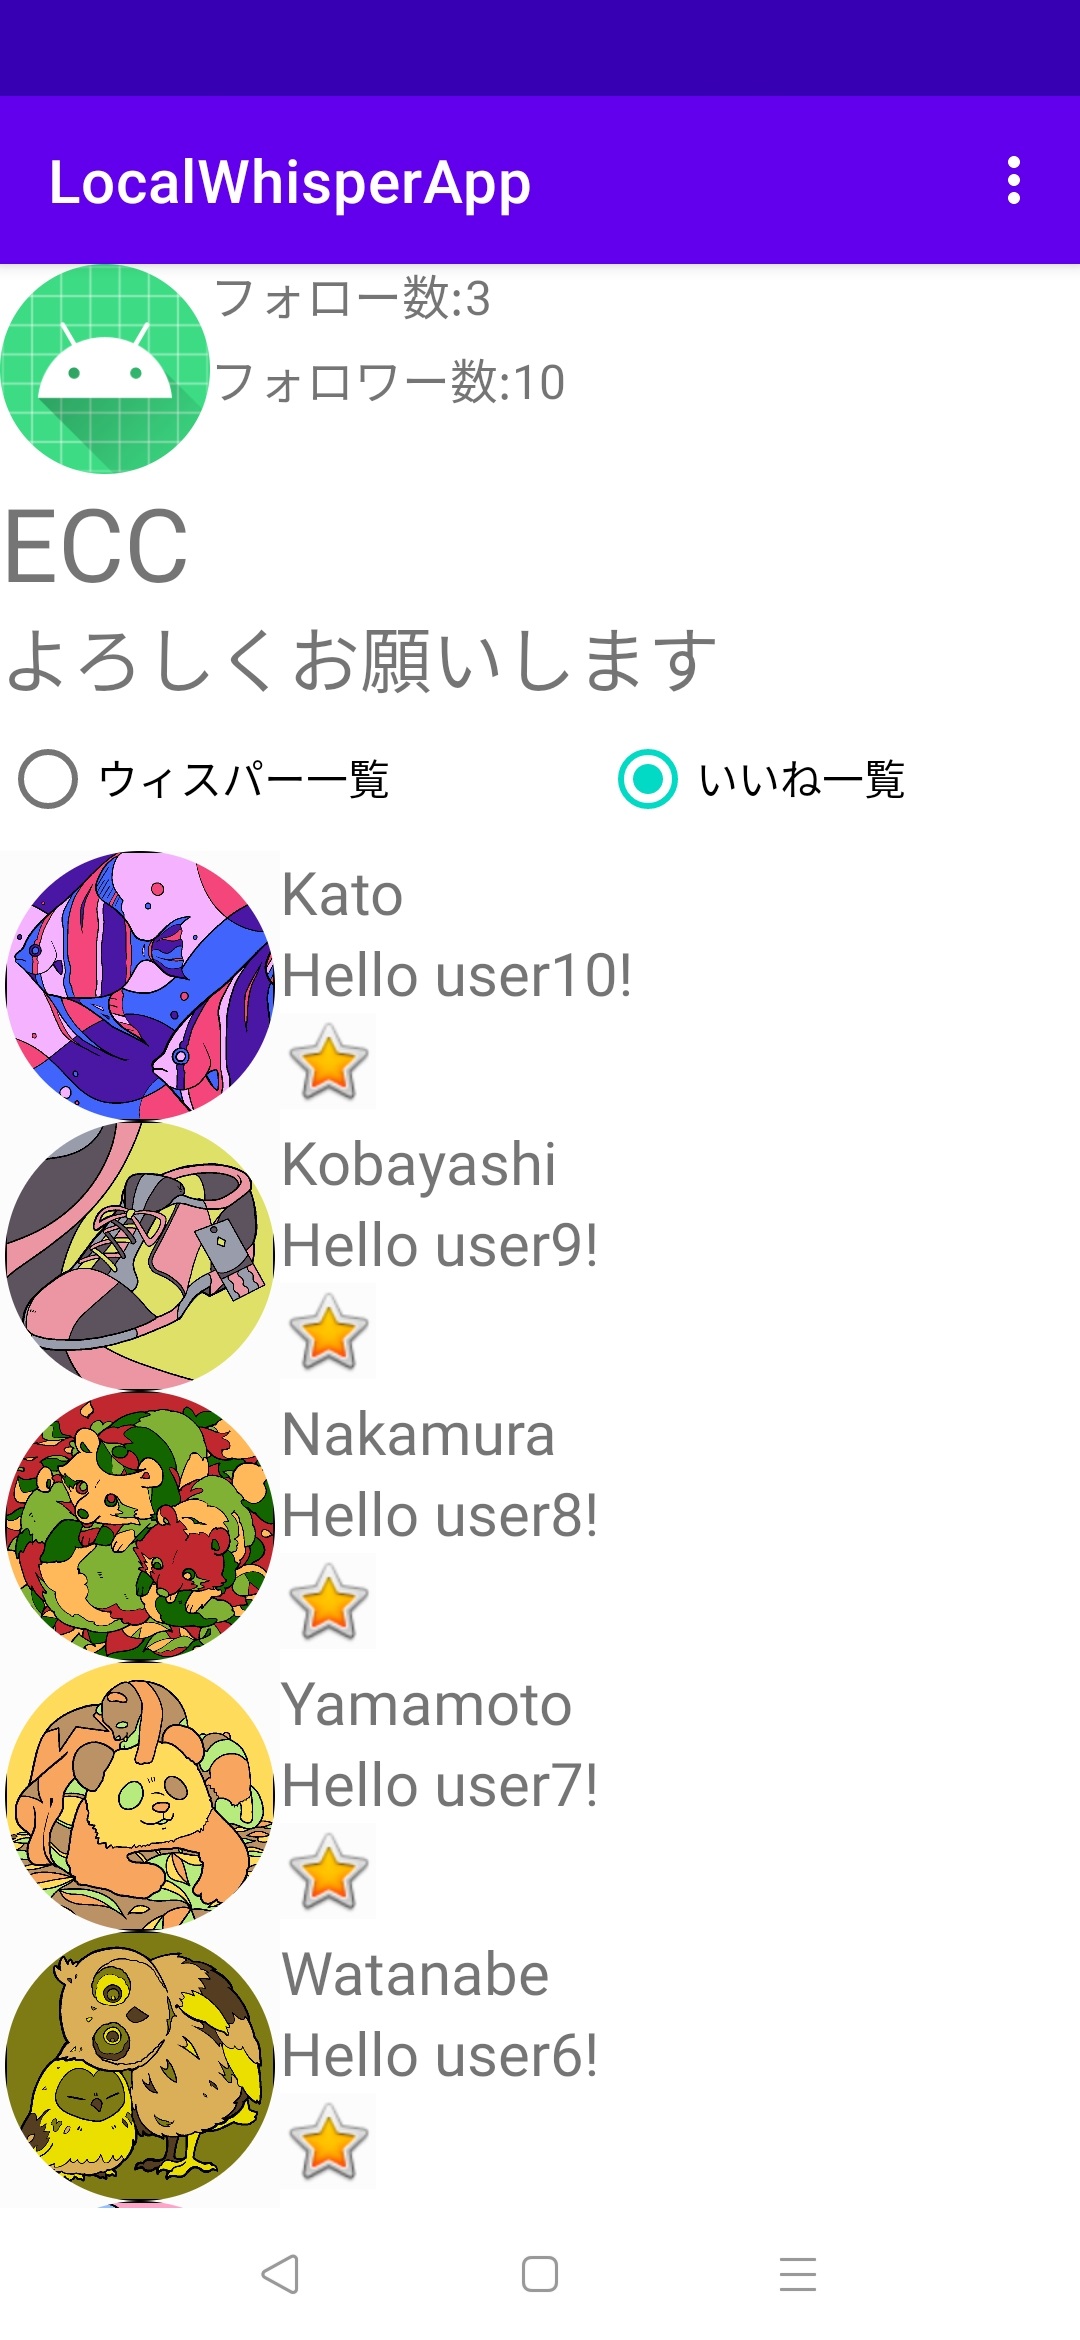 LocalWhisperApp
フォロー数:3
フォロワー数:10
ECC
よろしくお願いします
ウィスパー一覧 いいね一覧
Kato
Hello user10!
Kobayashi
Hello user9!
Nakamura
Hello user8!
Yamamoto
Hello user7!
Watanabe
Hello user6!